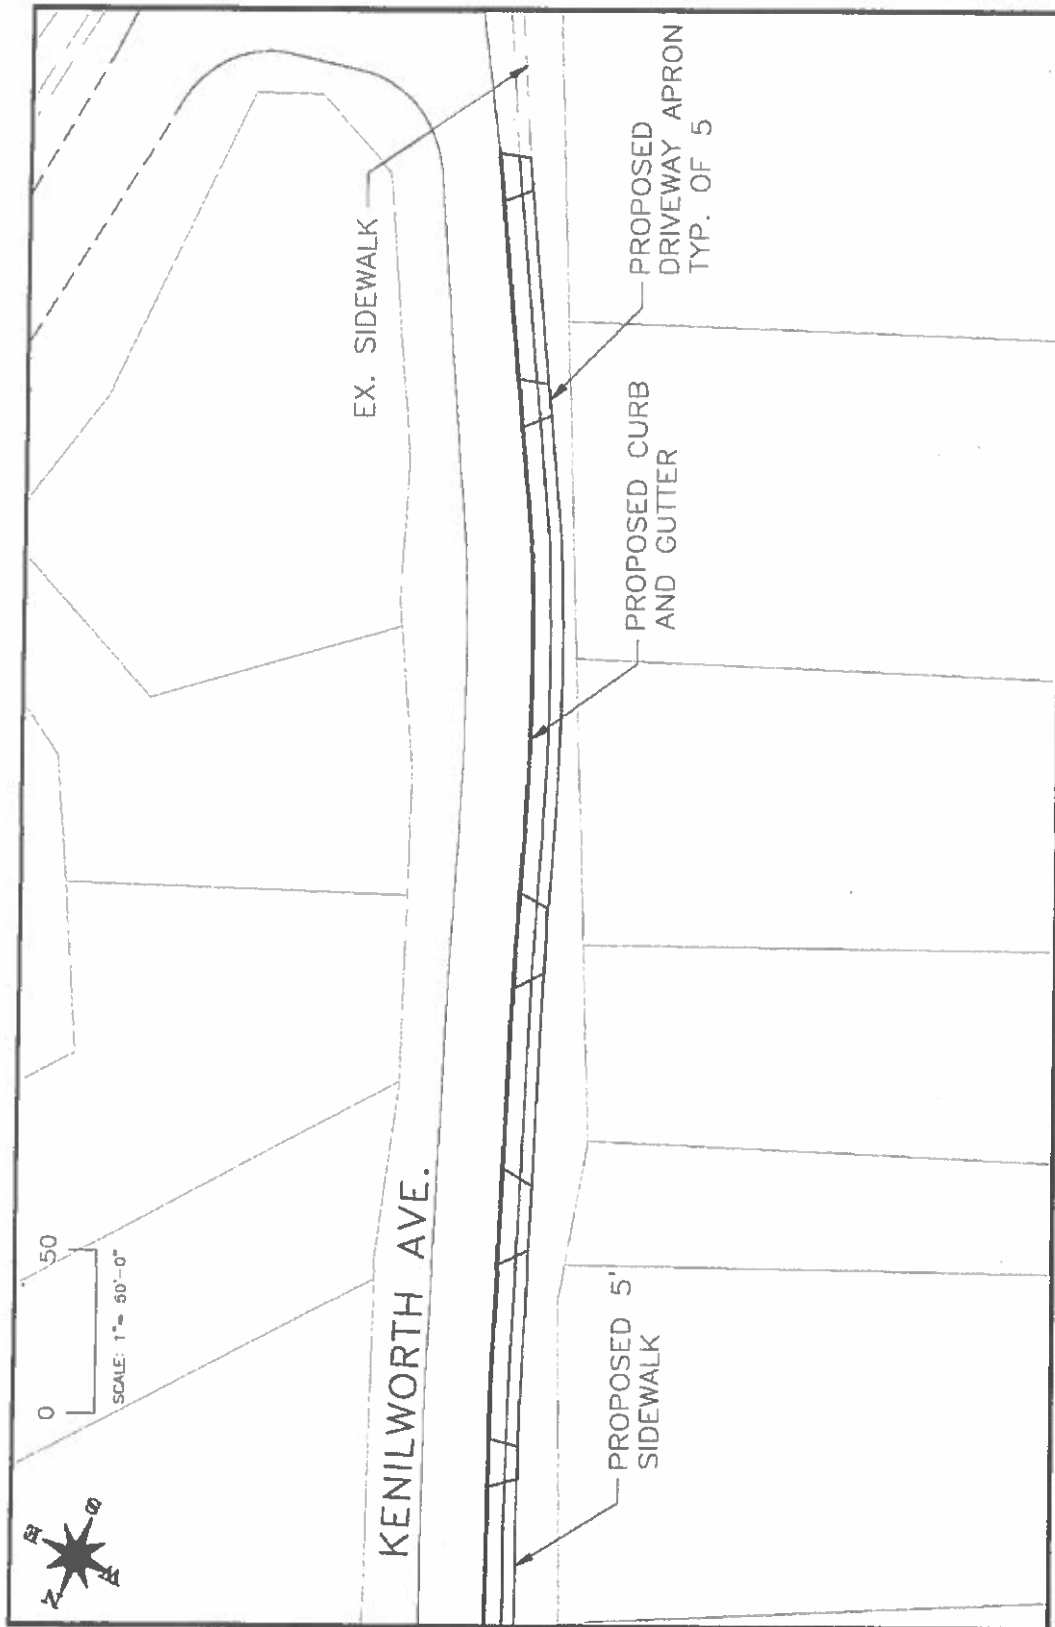 N
E
S
W
0 50
SCALE: 1"= 50'-0"
KENILWORTH AVE.
EX. SIDEWALK
PROPOSED
DRIVEWAY APRON
TYP. OF 5
PROPOSED CURB
AND GUTTER
PROPOSED 5'
SIDEWALK